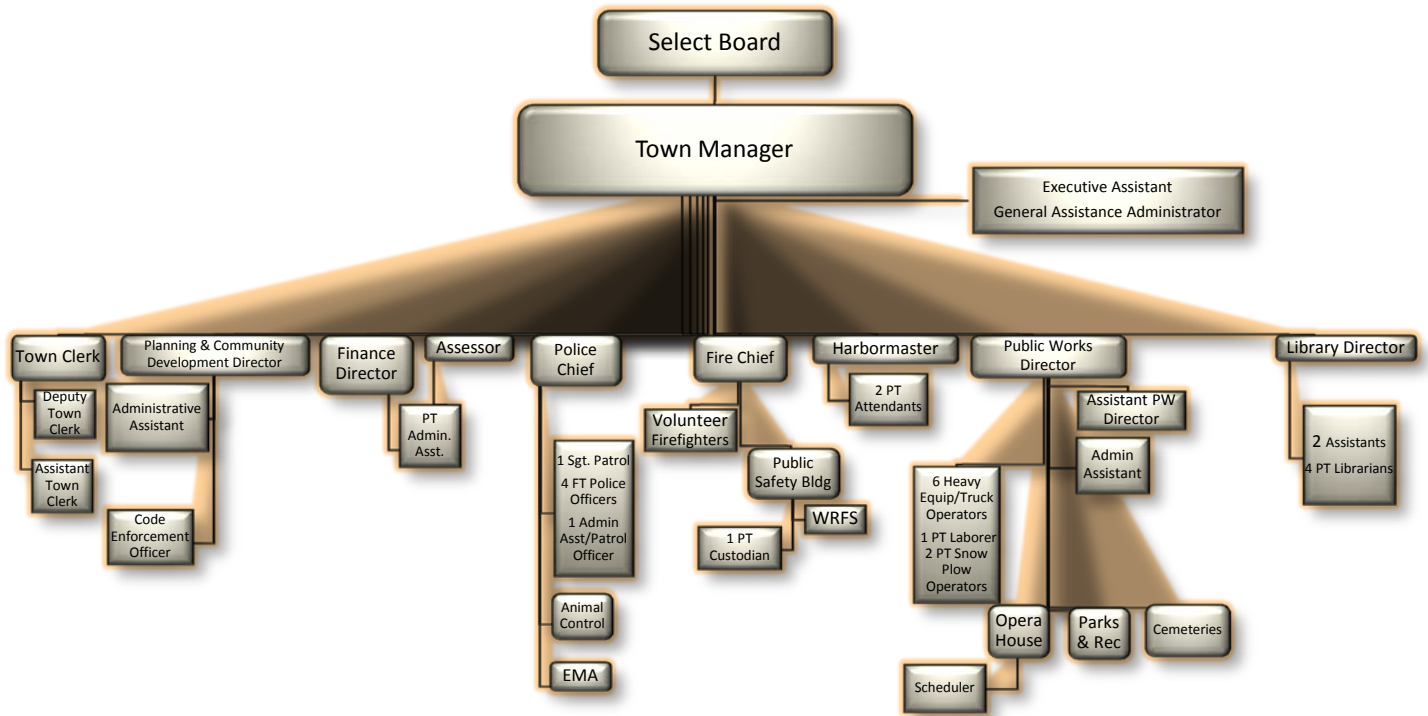 Select Board
Town Manager
Executive Assistant
General Assistance Administrator
Town Clerk
Deputy
Town
Clerk
Assistant
Town
Clerk
Planning & Community
Development Director
Administrative
Assistant
Code
Enforcement
Officer
Finance
Director
Assessor
PT
Admin.
Asst.
Police
Chief
1 Sgt. Patrol
4 FT Police
Officers
1 Admin
Asst/Patrol
Officer
Animal
Control
EMA
Fire Chief
Volunteer
Firefighters
Public
Safety Bldg
WRFS
1 PT
Custodian
Harbormaster
2 PT
Attendants
Public Works
Director
Assistant PW
Director
Admin
Assistant
6 Heavy
Equip/Truck
Operators
1 PT Laborer
2 PT Snow
Plow
Operators
Opera
House
Scheduler
Parks
& Rec
Cemeteries
Library Director
2 Assistants
4 PT Librarians